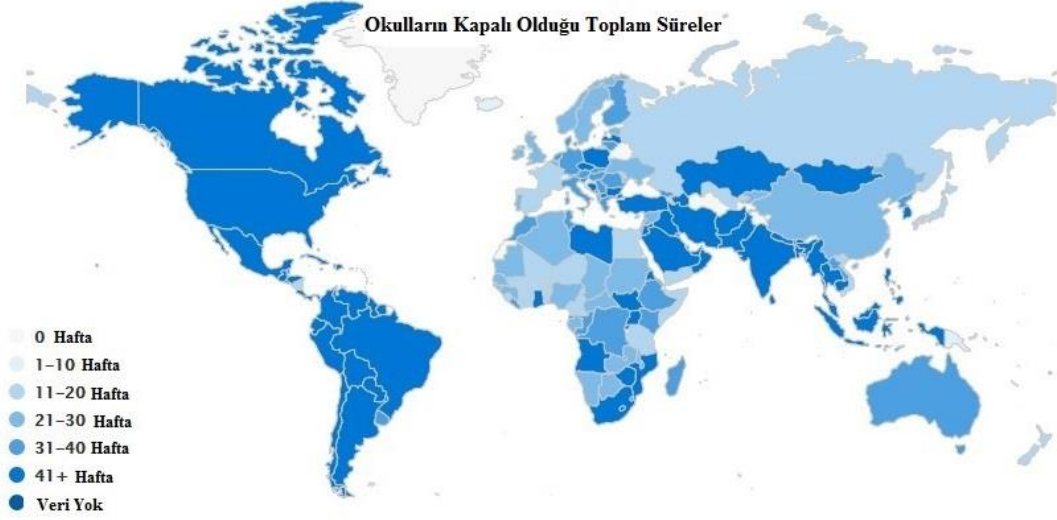 Okulların Kapalı Olduğu Toplam Süreler
0 Hafta
1–10 Hafta
11–20 Hafta
21–30 Hafta
31–40 Hafta
41+ Hafta
Veri Yok